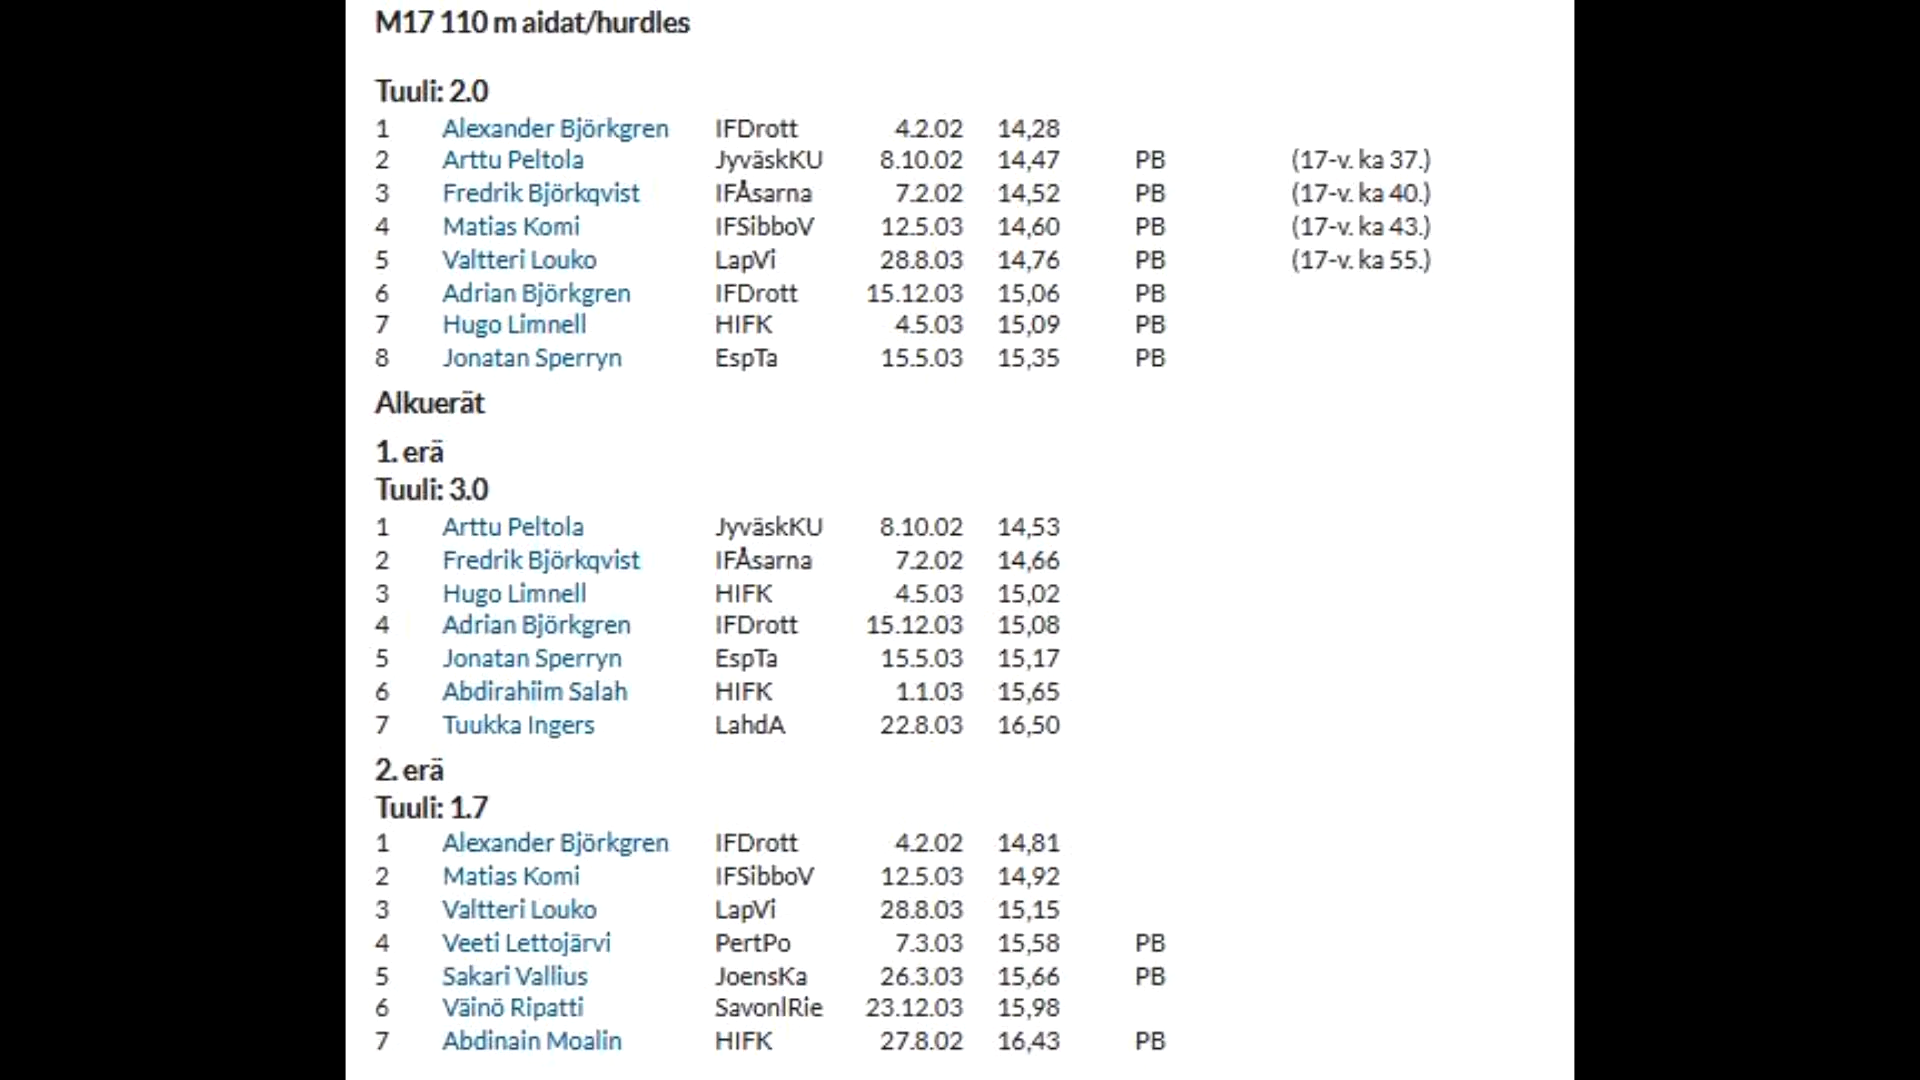 M17 110 m aidat/hurdles
Tuuli: 2.0
1 Alexander Björkgren IFDrott 4.2.02 14,28
2 Arttu Peltola JyväskKU 8.10.02 14,47 PB (17-v. ka 37.)
3 Fredrik Björkqvist IFÅsarna 7.2.02 14,52 PB (17-v. ka 40.)
4 Matias Komi IFSibboV 12.5.03 14,60 PB (17-v. ka 43.)
5 Valtteri Louko LapVi 28.8.03 14,76 PB (17-v. ka 55.)
6 Adrian Björkgren IFDrott 15.12.03 15,06 PB
7 Hugo Limnell HIFK 4.5.03 15,09 PB
8 Jonatan Sperryn EspTa 15.5.03 15,35 PB
Alkuerät
1. erä
Tuuli: 3.0
1 Arttu Peltola JyväskKU 8.10.02 14,53
2 Fredrik Björkqvist IFÅsarna 7.2.02 14,66
3 Hugo Limnell HIFK 4.5.03 15,02
4 Adrian Björkgren IFDrott 15.12.03 15,08
5 Jonatan Sperryn EspTa 15.5.03 15,17
6 Abdirahiim Salah HIFK 1.1.03 15,65
7 Tuukka Ingers LahdA 22.8.03 16,50
2. erä
Tuuli: 1.7
1 Alexander Björkgren IFDrott 4.2.02 14,81
2 Matias Komi IFSibboV 12.5.03 14,92
3 Valtteri Louko LapVi 28.8.03 15,15
4 Veeti Lettojärvi PertPo 7.3.03 15,58 PB
5 Sakari Vallius JoensKa 26.3.03 15,66 PB
6 Väinö Ripatti SavonlRie 23.12.03 15,98
7 Abdinain Moalin HIFK 27.8.02 16,43 PB